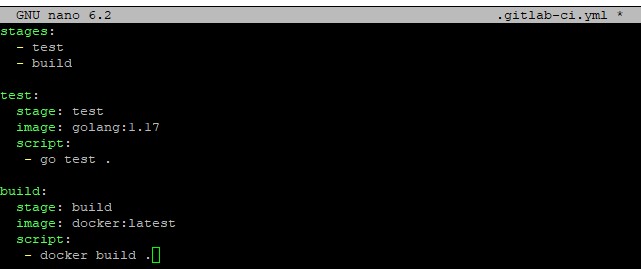 GNU nano 6.2 .gitlab-ci.yml *
stages:
  - test
  - build

test:
  stage: test
  image: golang:1.17
  script:
   - go test .

build:
  stage: build
  image: docker:latest
  script:
   - docker build .